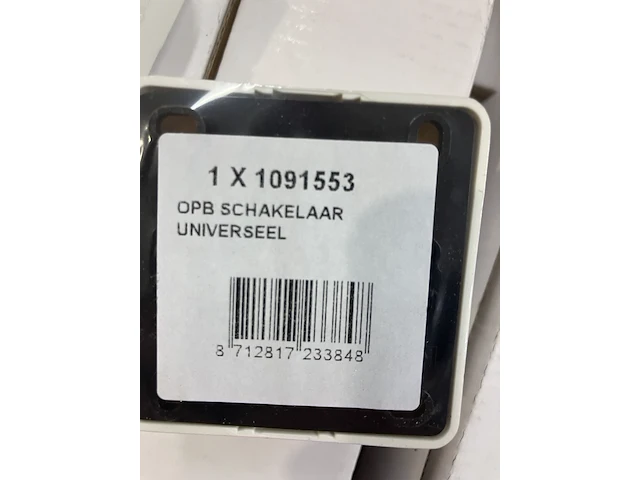 1 X 1091553
OPB SCHAKELAAR
UNIVERSEEL
8 712817 233848